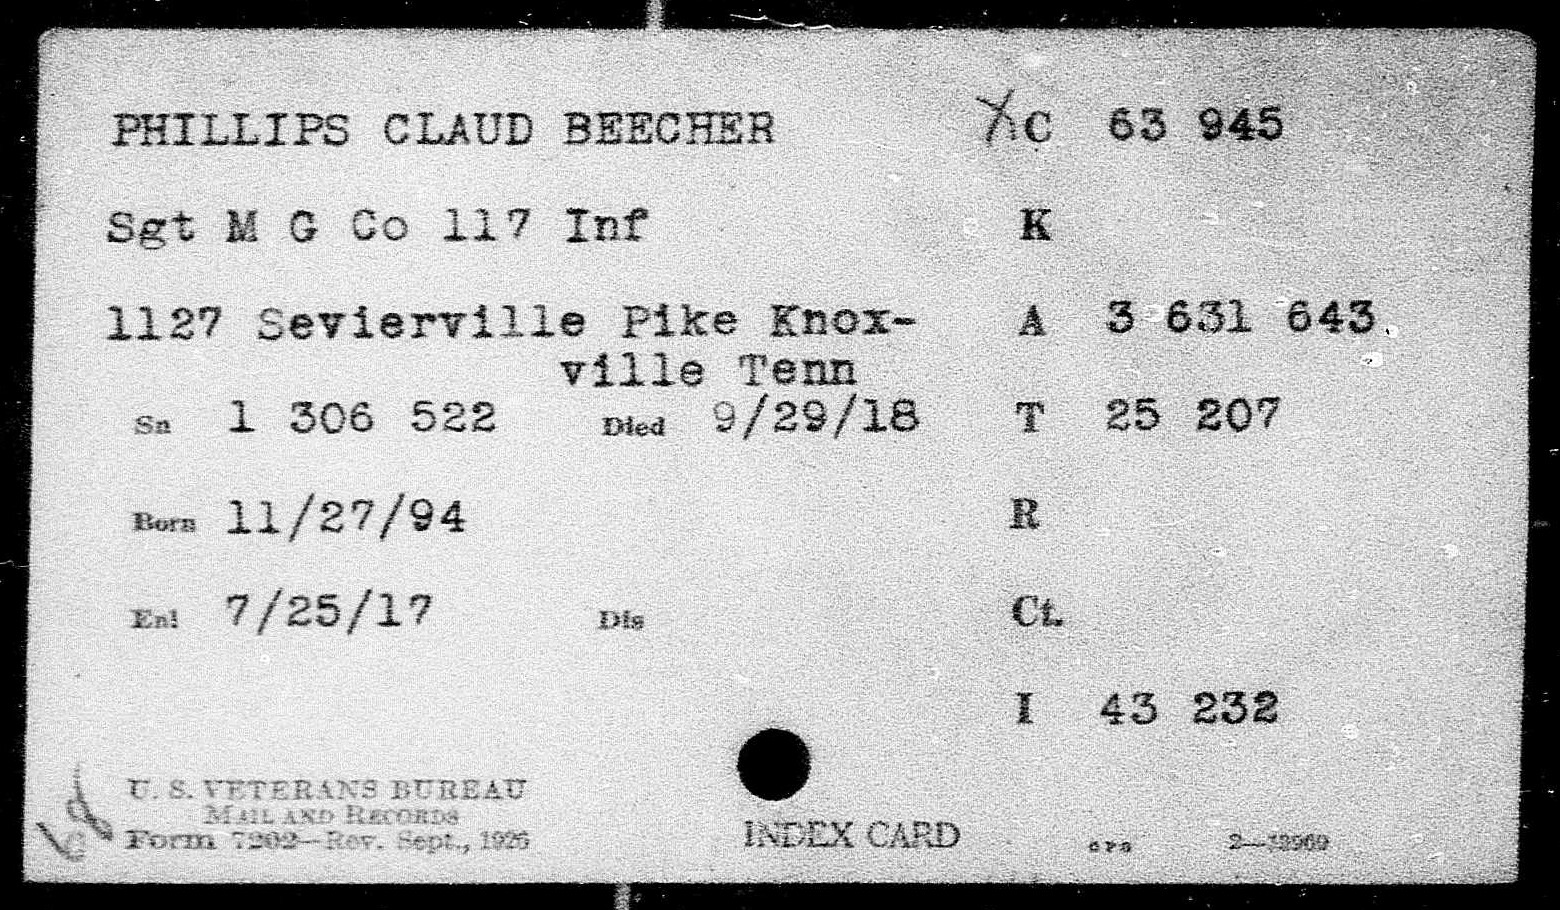 PHILLIPS CLAUD BEECHER XC 63 945
Sgt M G Co 117 Inf K
1127 Sevierville Pike Knox- A 3 631 643
ville Tenn
Sn 1 306 522 Died 9/29/18 T 25 207
Born 11/27/94 R
Enl 7/25/17 Dis Ct.
I 43 232
U. S. VETERANS BUREAU
MAIL AND RECORDS
Form 7202—Rev. Sept., 1926
INDEX CARD GPO